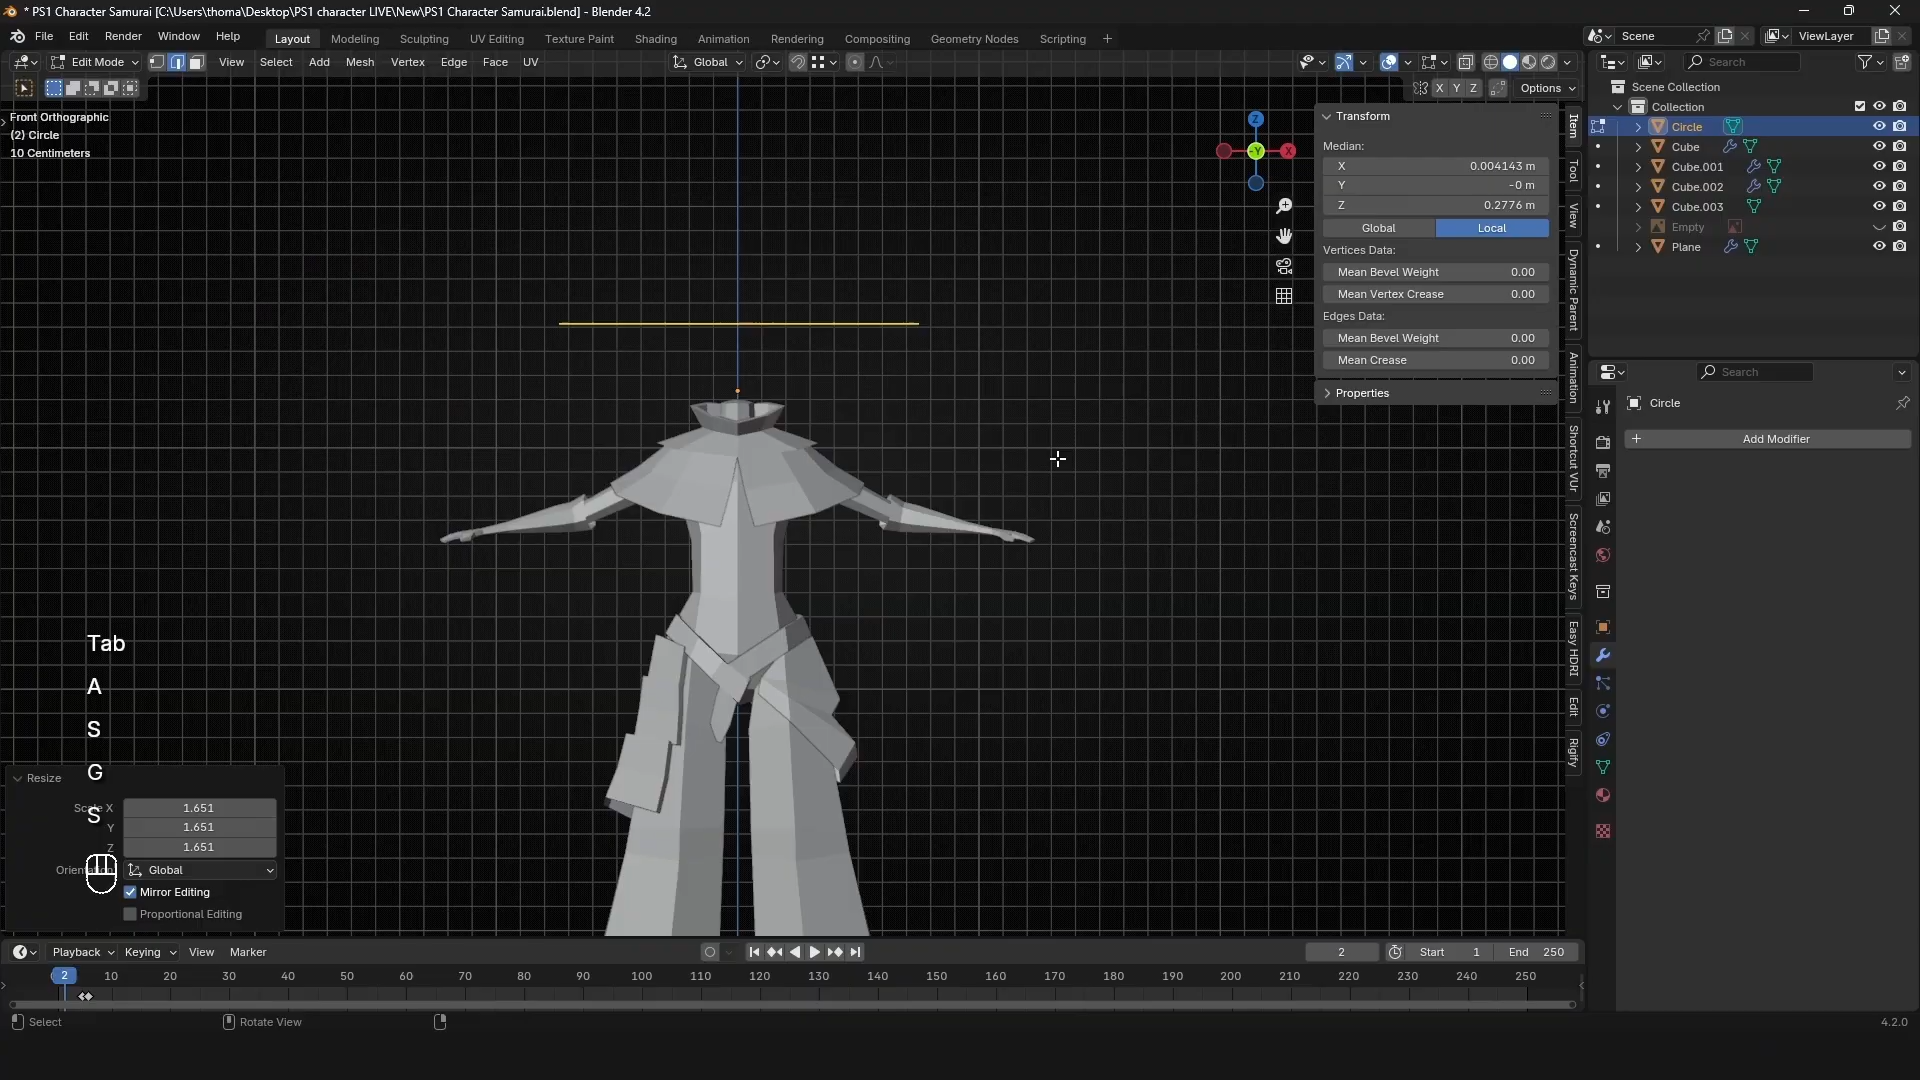 * PS1 Character Samurai [C:\Users\thoma\Desktop\PS1 character LIVE\New\PS1 Character Samurai.blend] - Blender 4.2
File Edit Render Window Help
Layout Modeling Sculpting UV Editing Texture Paint Shading Animation Rendering Compositing Geometry Nodes Scripting +
Scene
ViewLayer
Edit Mode
View Select Add Mesh Vertex Edge Face UV
Global
Search
X Y Z
Options
Front Orthographic
(2) Circle
10 Centimeters
Z
-Y
X
Transform
Median:
X 0.004143 m
Y -0 m
Z 0.2776 m
Global Local
Vertices Data:
Mean Bevel Weight 0.00
Mean Vertex Crease 0.00
Edges Data:
Mean Bevel Weight 0.00
Mean Crease 0.00
Properties
Item
Tool
View
Dynamic Parent
Animation
Shortcut VUr
Screencast Keys
Easy HDRI
Edit
Rigify
Scene Collection
Collection
Circle
Cube
Cube.001
Cube.002
Cube.003
Empty
Plane
Search
Circle
+ Add Modifier
Tab
A
S
G
S
Resize
Scale X 1.651
Y 1.651
Z 1.651
Global
Mirror Editing
Proportional Editing
Playback Keying View Marker
2
Start 1
End 250
2 10 20 30 40 50 60 70 80 90 100 110 120 130 140 150 160 170 180 190 200 210 220 230 240 250
Select
Rotate View
4.2.0